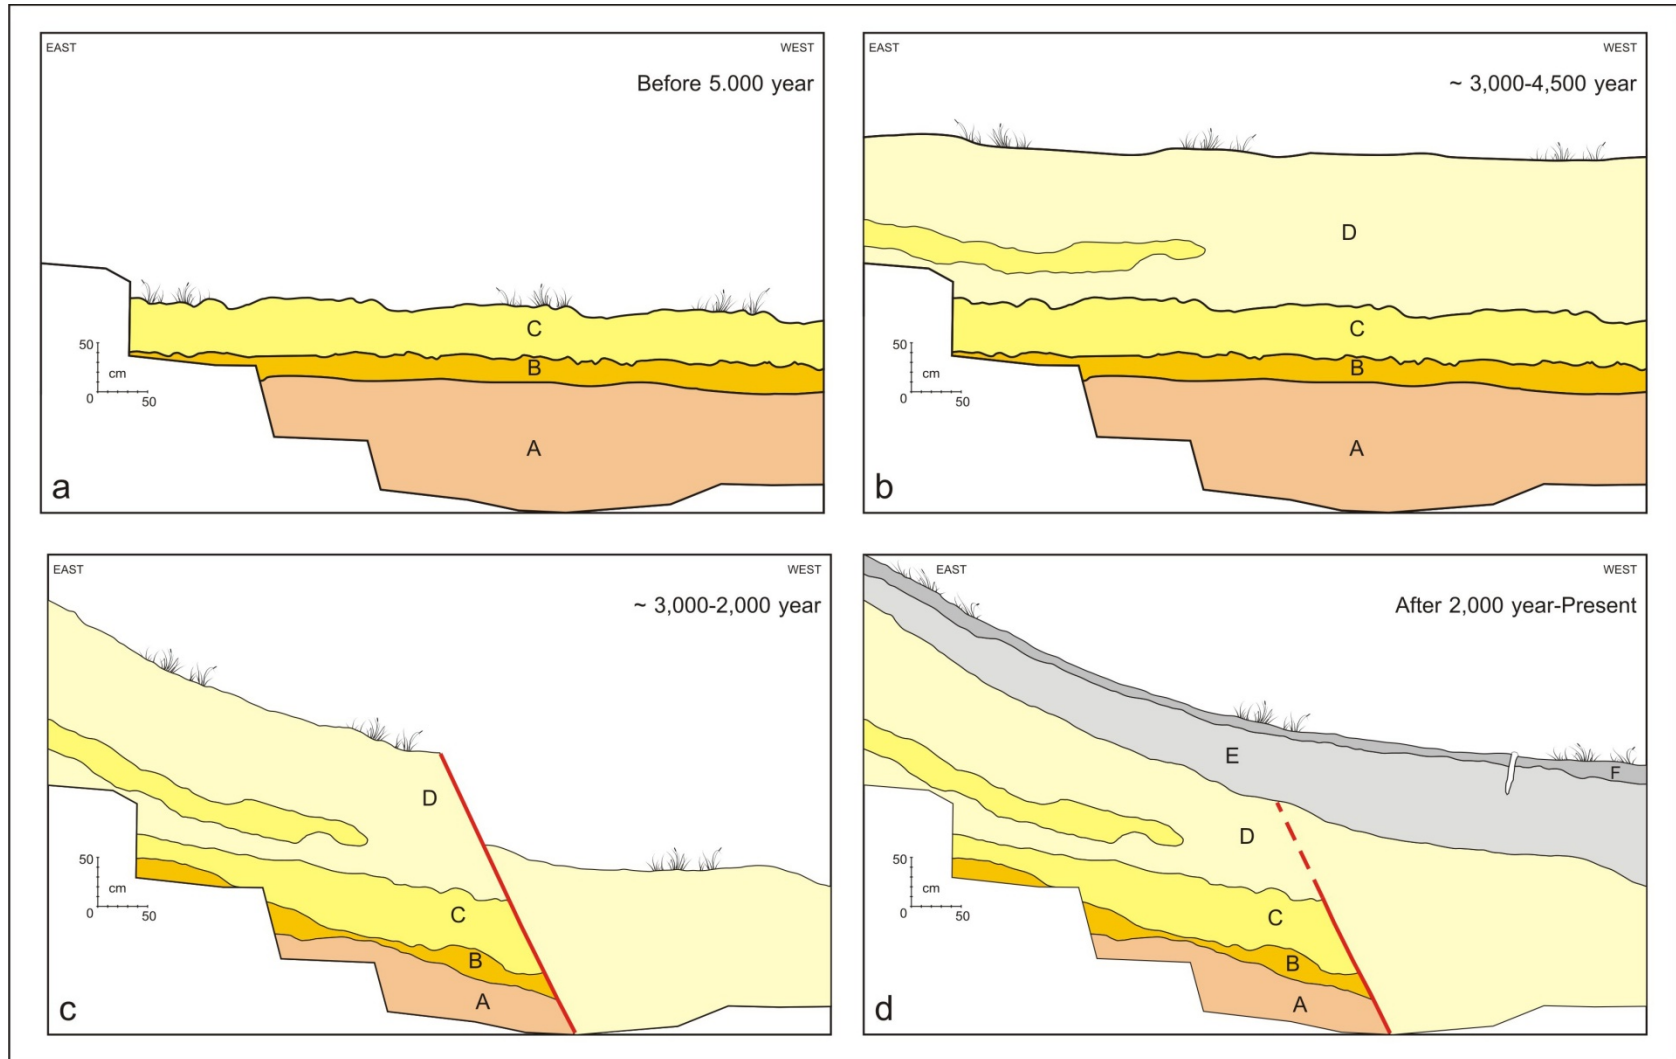 EAST WEST
Before 5.000 year
C
B
A
50
cm
0 50
a
EAST WEST
~ 3,000-4,500 year
D
C
B
A
50
cm
0 50
b
EAST WEST
~ 3,000-2,000 year
D
C
B
A
50
cm
0 50
c
EAST WEST
After 2,000 year-Present
E
F
D
C
B
A
50
cm
0 50
d